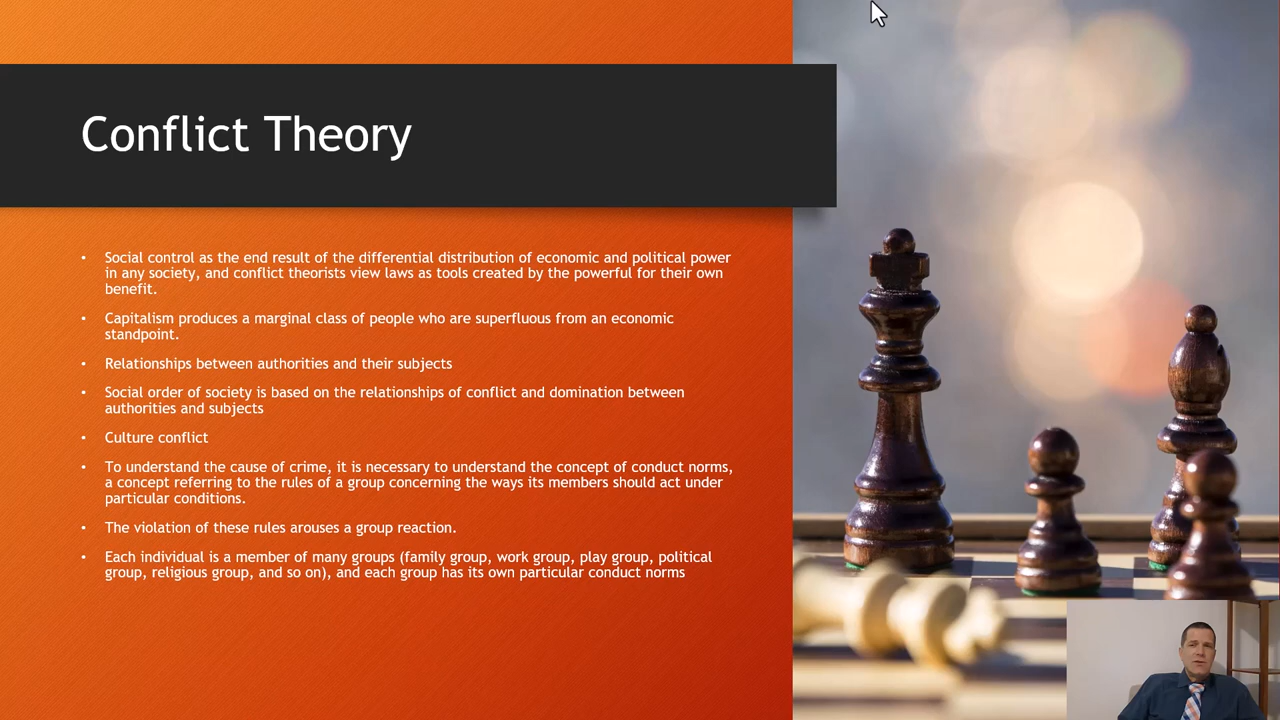 Conflict Theory
• Social control as the end result of the differential distribution of economic and political power
in any society, and conflict theorists view laws as tools created by the powerful for their own
benefit.
• Capitalism produces a marginal class of people who are superfluous from an economic
standpoint.
• Relationships between authorities and their subjects
• Social order of society is based on the relationships of conflict and domination between
authorities and subjects
• Culture conflict
• To understand the cause of crime, it is necessary to understand the concept of conduct norms,
a concept referring to the rules of a group concerning the ways its members should act under
particular conditions.
• The violation of these rules arouses a group reaction.
• Each individual is a member of many groups (family group, work group, play group, political
group, religious group, and so on), and each group has its own particular conduct norms